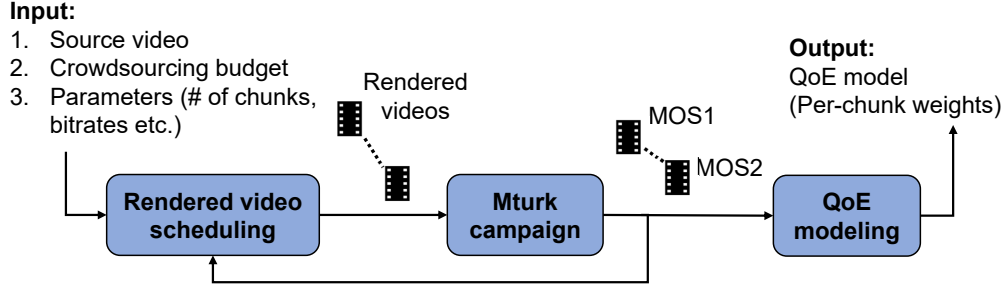 Input:
1. Source video
2. Crowdsourcing budget
3. Parameters (# of chunks,
bitrates etc.)
Rendered
videos
MOS1
MOS2
Output:
QoE model
(Per-chunk weights)
Rendered video
scheduling
Mturk
campaign
QoE
modeling